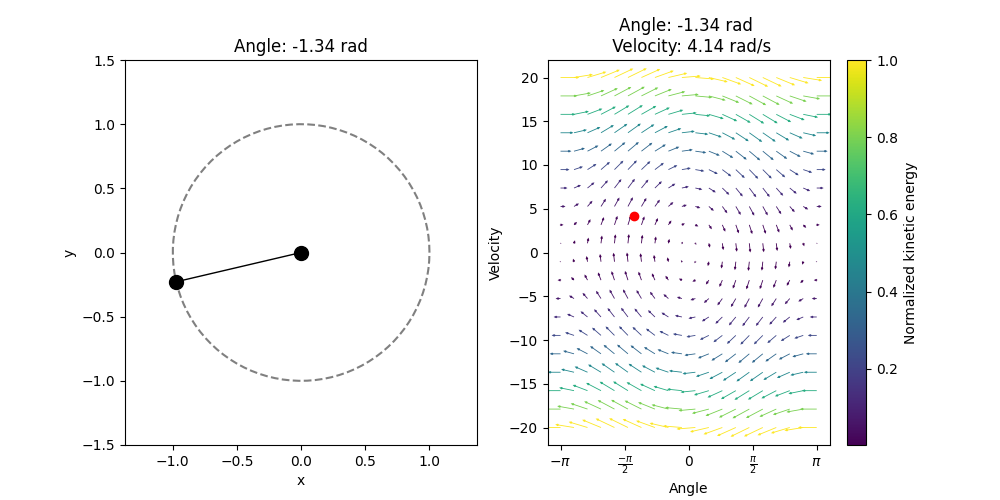 Angle: -1.34 rad
1.5
1.0
0.5
0.0
−0.5
−1.0
−1.5
−1.0
−0.5
0.0
0.5
1.0
x
y
Angle: -1.34 rad
Velocity: 4.14 rad/s
20
15
10
5
0
−5
−10
−15
−20
−π
−π/2
0
π/2
π
Angle
Velocity
1.0
0.8
0.6
0.4
0.2
Normalized kinetic energy